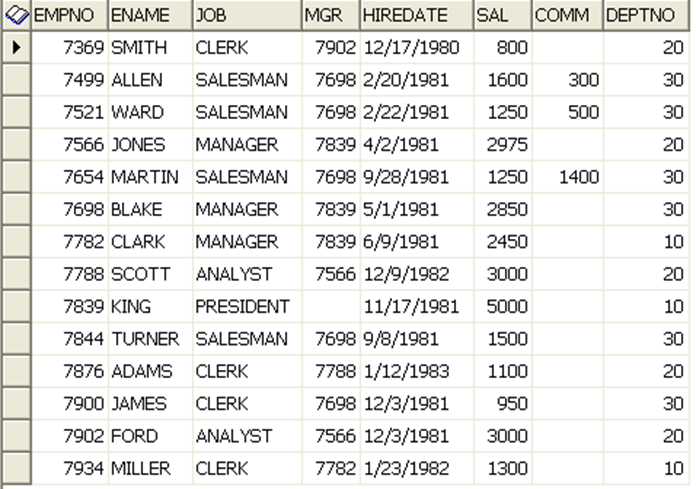 EMPNO ENAME JOB MGR HIREDATE SAL COMM DEPTNO
7369 SMITH CLERK 7902 12/17/1980 800 20
7499 ALLEN SALESMAN 7698 2/20/1981 1600 300 30
7521 WARD SALESMAN 7698 2/22/1981 1250 500 30
7566 JONES MANAGER 7839 4/2/1981 2975 20
7654 MARTIN SALESMAN 7698 9/28/1981 1250 1400 30
7698 BLAKE MANAGER 7839 5/1/1981 2850 30
7782 CLARK MANAGER 7839 6/9/1981 2450 10
7788 SCOTT ANALYST 7566 12/9/1982 3000 20
7839 KING PRESIDENT 11/17/1981 5000 10
7844 TURNER SALESMAN 7698 9/8/1981 1500 30
7876 ADAMS CLERK 7788 1/12/1983 1100 20
7900 JAMES CLERK 7698 12/3/1981 950 30
7902 FORD ANALYST 7566 12/3/1981 3000 20
7934 MILLER CLERK 7782 1/23/1982 1300 10